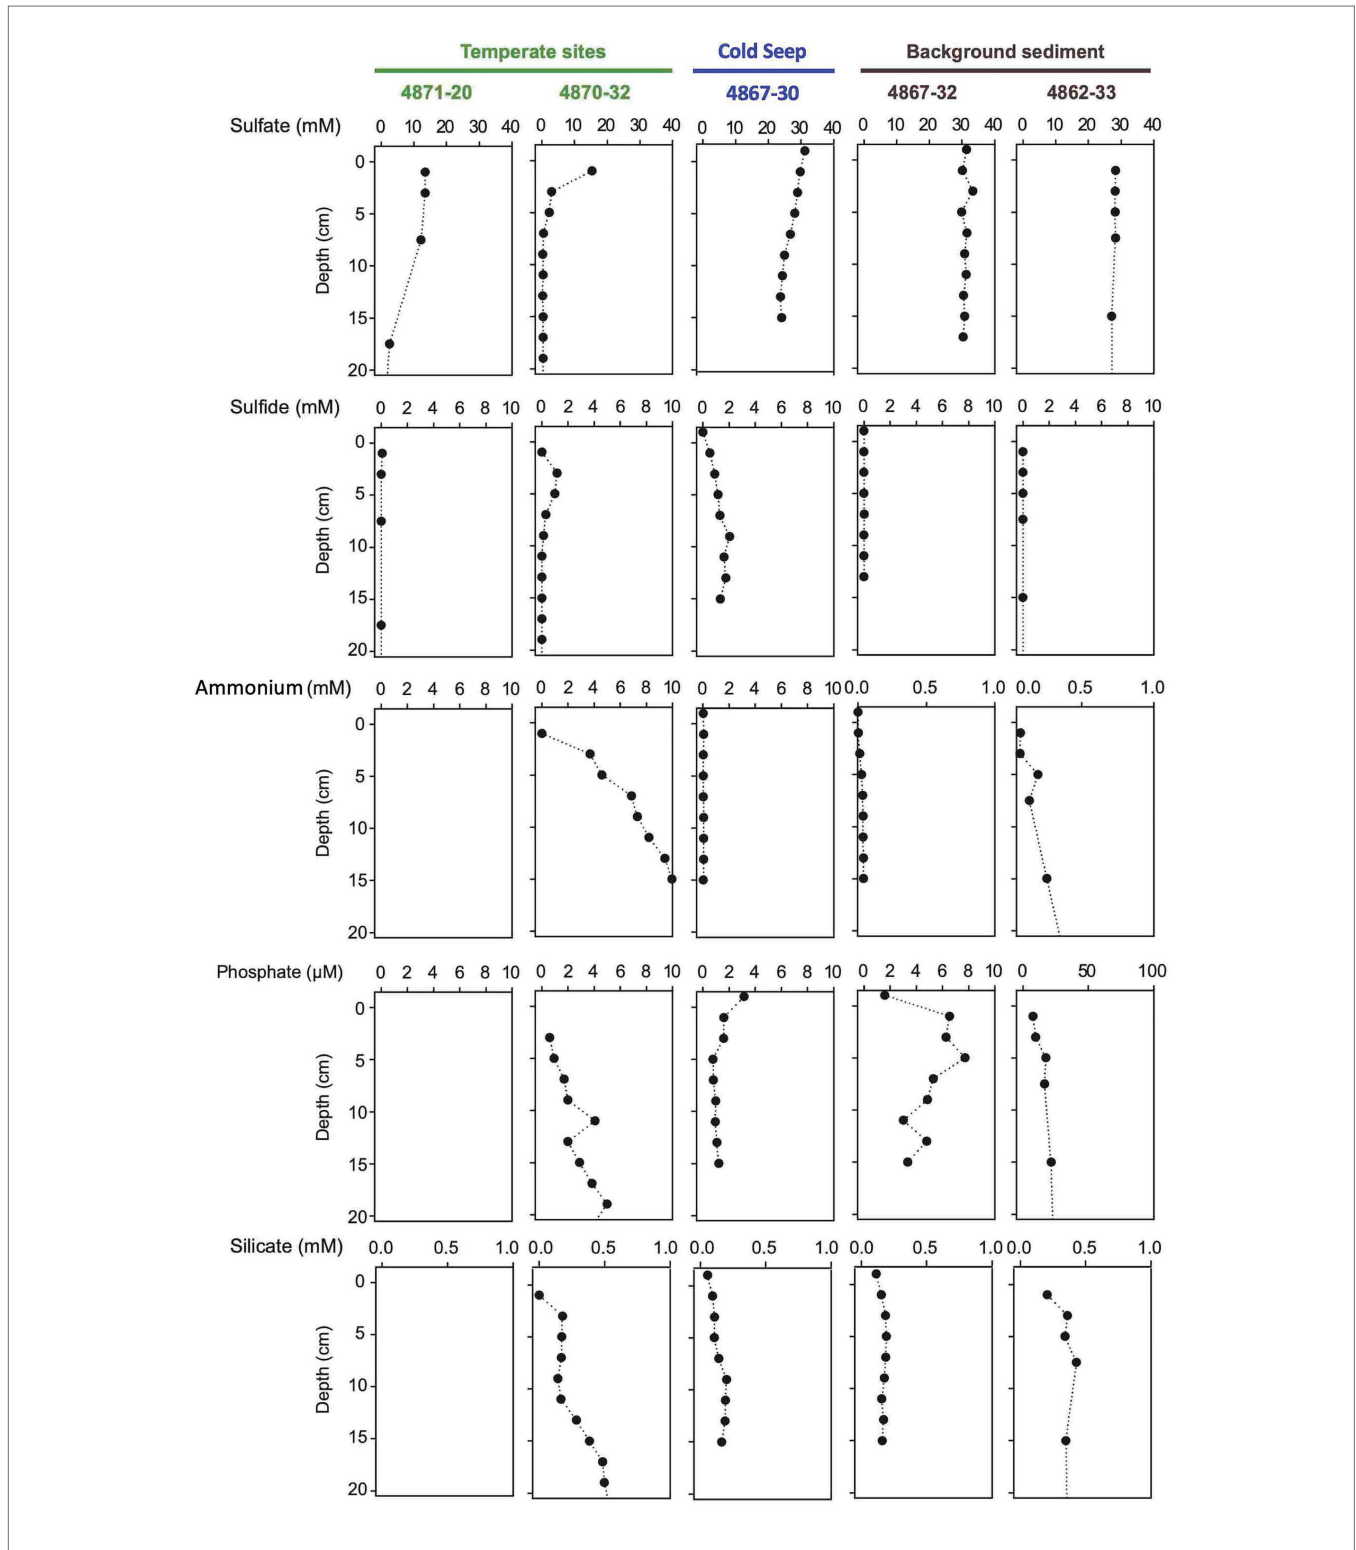 Temperate sites Cold Seep Background sediment
4871-20 4870-32 4867-30 4867-32 4862-33
Sulfate (mM) 0 10 20 30 40 0 10 20 30 40 0 10 20 30 40 0 10 20 30 40 0 10 20 30 40
Depth (cm)
0
5
10
15
20
Sulfide (mM) 0 2 4 6 8 10 0 2 4 6 8 10 0 2 4 6 8 10 0 2 4 6 8 10 0 2 4 6 8 10
Depth (cm)
0
5
10
15
20
Ammonium (mM) 0 2 4 6 8 10 0 2 4 6 8 10 0 2 4 6 8 10 0.0 0.5 1.0 0.0 0.5 1.0
Depth (cm)
0
5
10
15
20
Phosphate (µM) 0 2 4 6 8 10 0 2 4 6 8 10 0 2 4 6 8 10 0 2 4 6 8 10 0 50 100
Depth (cm)
0
5
10
15
20
Silicate (mM) 0.0 0.5 1.0 0.0 0.5 1.0 0.0 0.5 1.0 0.0 0.5 1.0 0.0 0.5 1.0
Depth (cm)
0
5
10
15
20